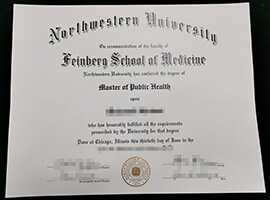 Northwestern University
On recommendation of the faculty of
Feinberg School of Medicine
Northwestern University has conferred the degree of
Master of Public Health
upon
who has honorably fulfilled all the requirements
prescribed by the University for that degree
Done at Chicago, Illinois this thirtieth day of June in the